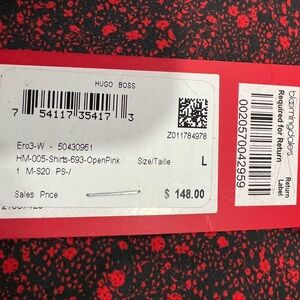 HUGO BOSS
7 54117 35417 3
Z011784978
Ero3-W - 50430961
HM-005-Shirts-693-OpenPink Size/Taille L
1 M-S20 PS-/
Sales Price $ 148.00
bloomingdale's
Required for Return
0020570042959
Return
Label